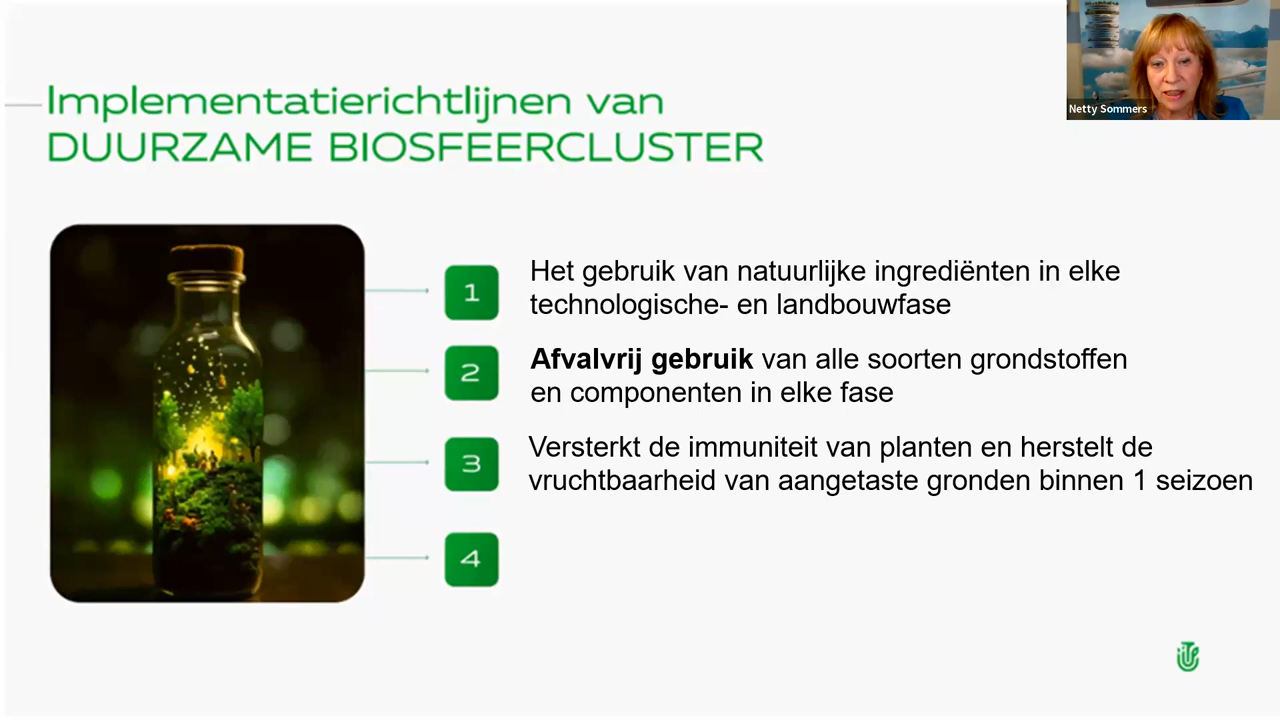 Netty Sommers
Implementatierichtlijnen van
DUURZAME BIOSFEERCLUSTER
1
Het gebruik van natuurlijke ingrediënten in elke
technologische- en landbouwfase
2
Afvalvrij gebruik van alle soorten grondstoffen
en componenten in elke fase
3
Versterkt de immuniteit van planten en herstelt de
vruchtbaarheid van aangetaste gronden binnen 1 seizoen
4